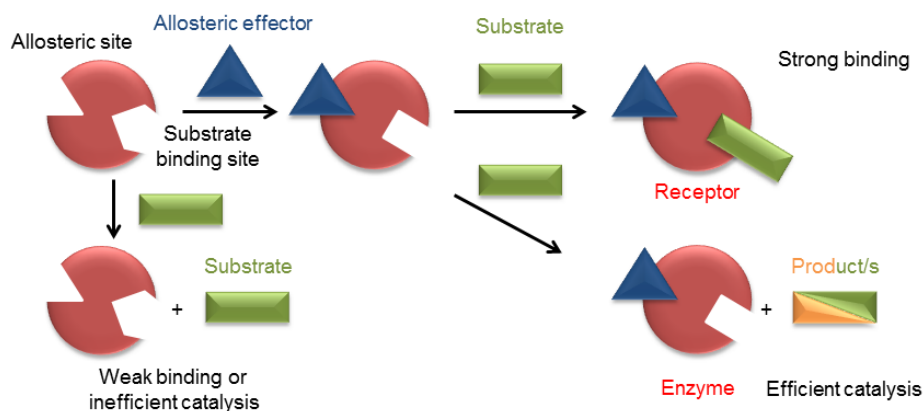 Allosteric site
Allosteric effector
Substrate
Strong binding
Substrate
binding site
Receptor
Substrate
+
Product/s
+
Weak binding or
inefficient catalysis
Enzyme
Efficient catalysis